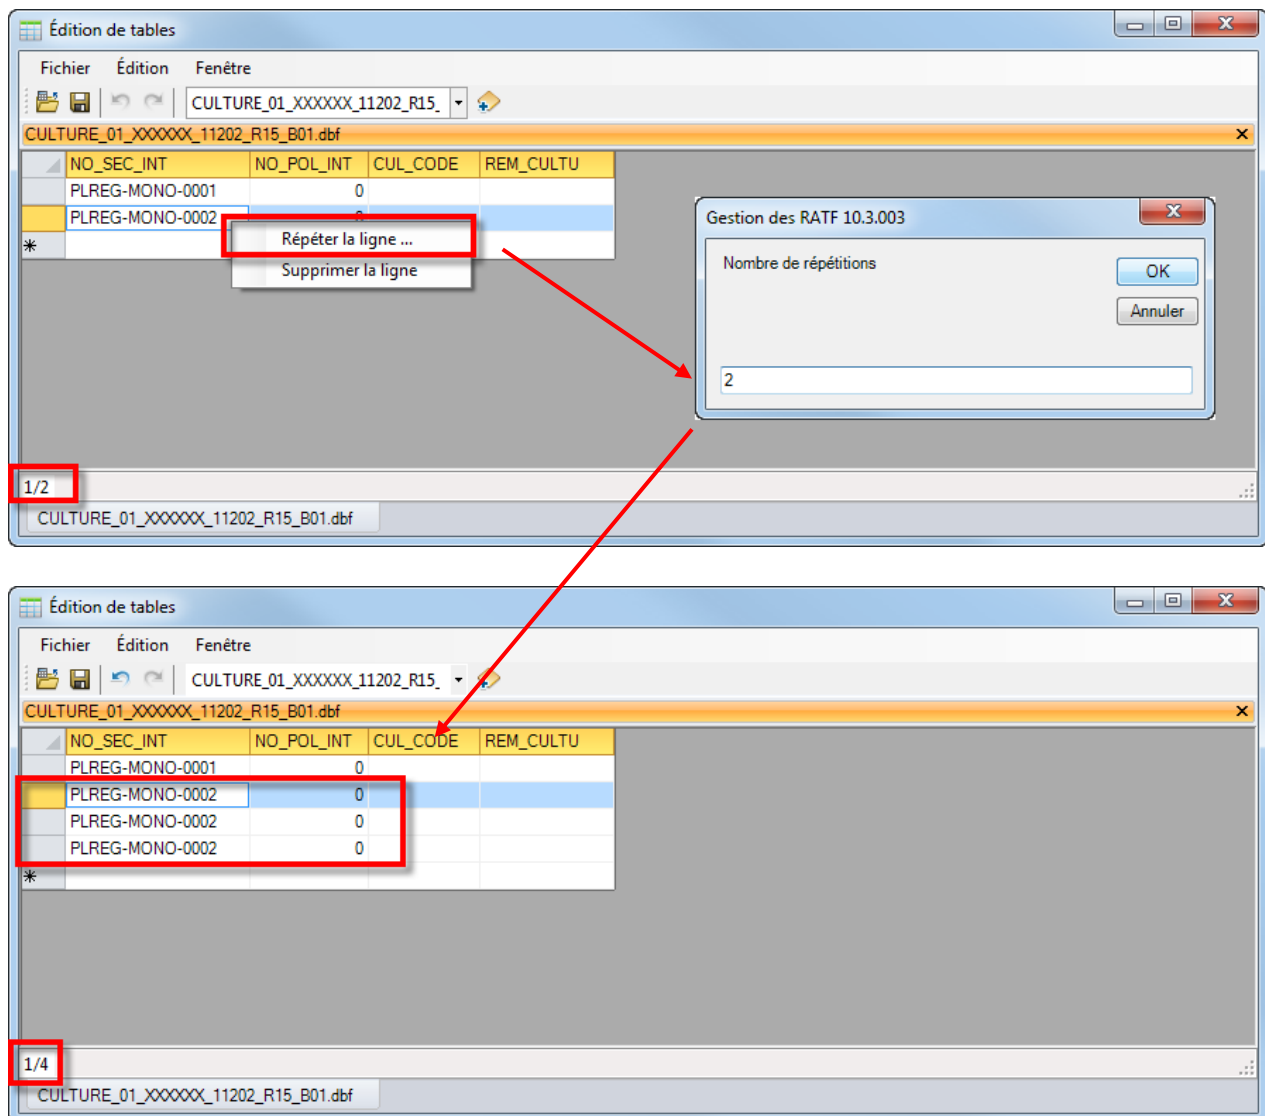 Édition de tables
Fichier Édition Fenêtre
CULTURE_01_XXXXXX_11202_R15_
CULTURE_01_XXXXXX_11202_R15_B01.dbf
NO_SEC_INT NO_POL_INT CUL_CODE REM_CULTU
PLREG-MONO-0001 0
PLREG-MONO-0002
Répéter la ligne ...
Supprimer la ligne
Gestion des RATF 10.3.003
Nombre de répétitions
OK
Annuler
2
1/2
CULTURE_01_XXXXXX_11202_R15_B01.dbf
Édition de tables
Fichier Édition Fenêtre
CULTURE_01_XXXXXX_11202_R15_
CULTURE_01_XXXXXX_11202_R15_B01.dbf
NO_SEC_INT NO_POL_INT CUL_CODE REM_CULTU
PLREG-MONO-0001 0
PLREG-MONO-0002 0
PLREG-MONO-0002 0
PLREG-MONO-0002 0
1/4
CULTURE_01_XXXXXX_11202_R15_B01.dbf